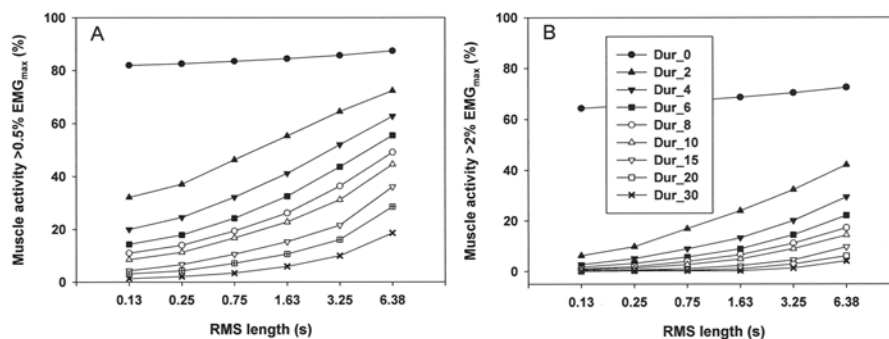 A
Muscle activity >0.5% EMGmax (%)
100
80
60
40
20
0
0.13 0.25 0.75 1.63 3.25 6.38
RMS length (s)
B
Muscle activity >2% EMGmax (%)
100
80
60
40
20
0
Dur_0
Dur_2
Dur_4
Dur_6
Dur_8
Dur_10
Dur_15
Dur_20
Dur_30
0.13 0.25 0.75 1.63 3.25 6.38
RMS length (s)